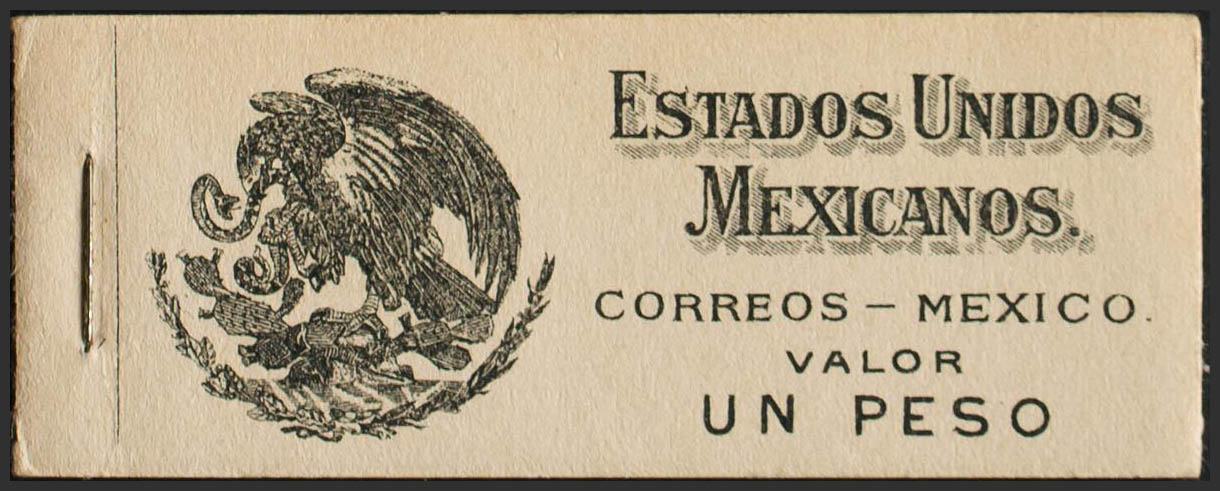 ESTADOS UNIDOS
MEXICANOS.
CORREOS – MEXICO.
VALOR
UN PESO